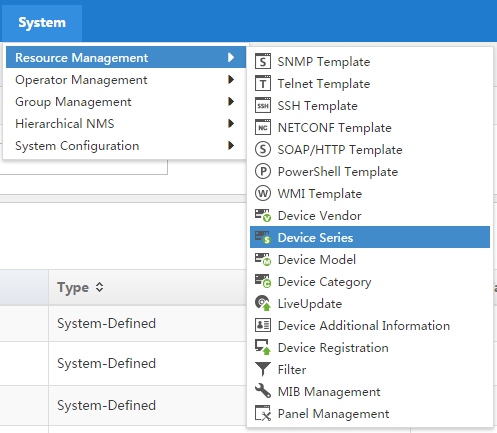 System
Resource Management
Operator Management
Group Management
Hierarchical NMS
System Configuration
S SNMP Template
T Telnet Template
SSH SSH Template
NC NETCONF Template
S SOAP/HTTP Template
P PowerShell Template
W WMI Template
V Device Vendor
S Device Series
M Device Model
C Device Category
LiveUpdate
Device Additional Information
Device Registration
Filter
MIB Management
Panel Management
Type
System-Defined
System-Defined
System-Defined